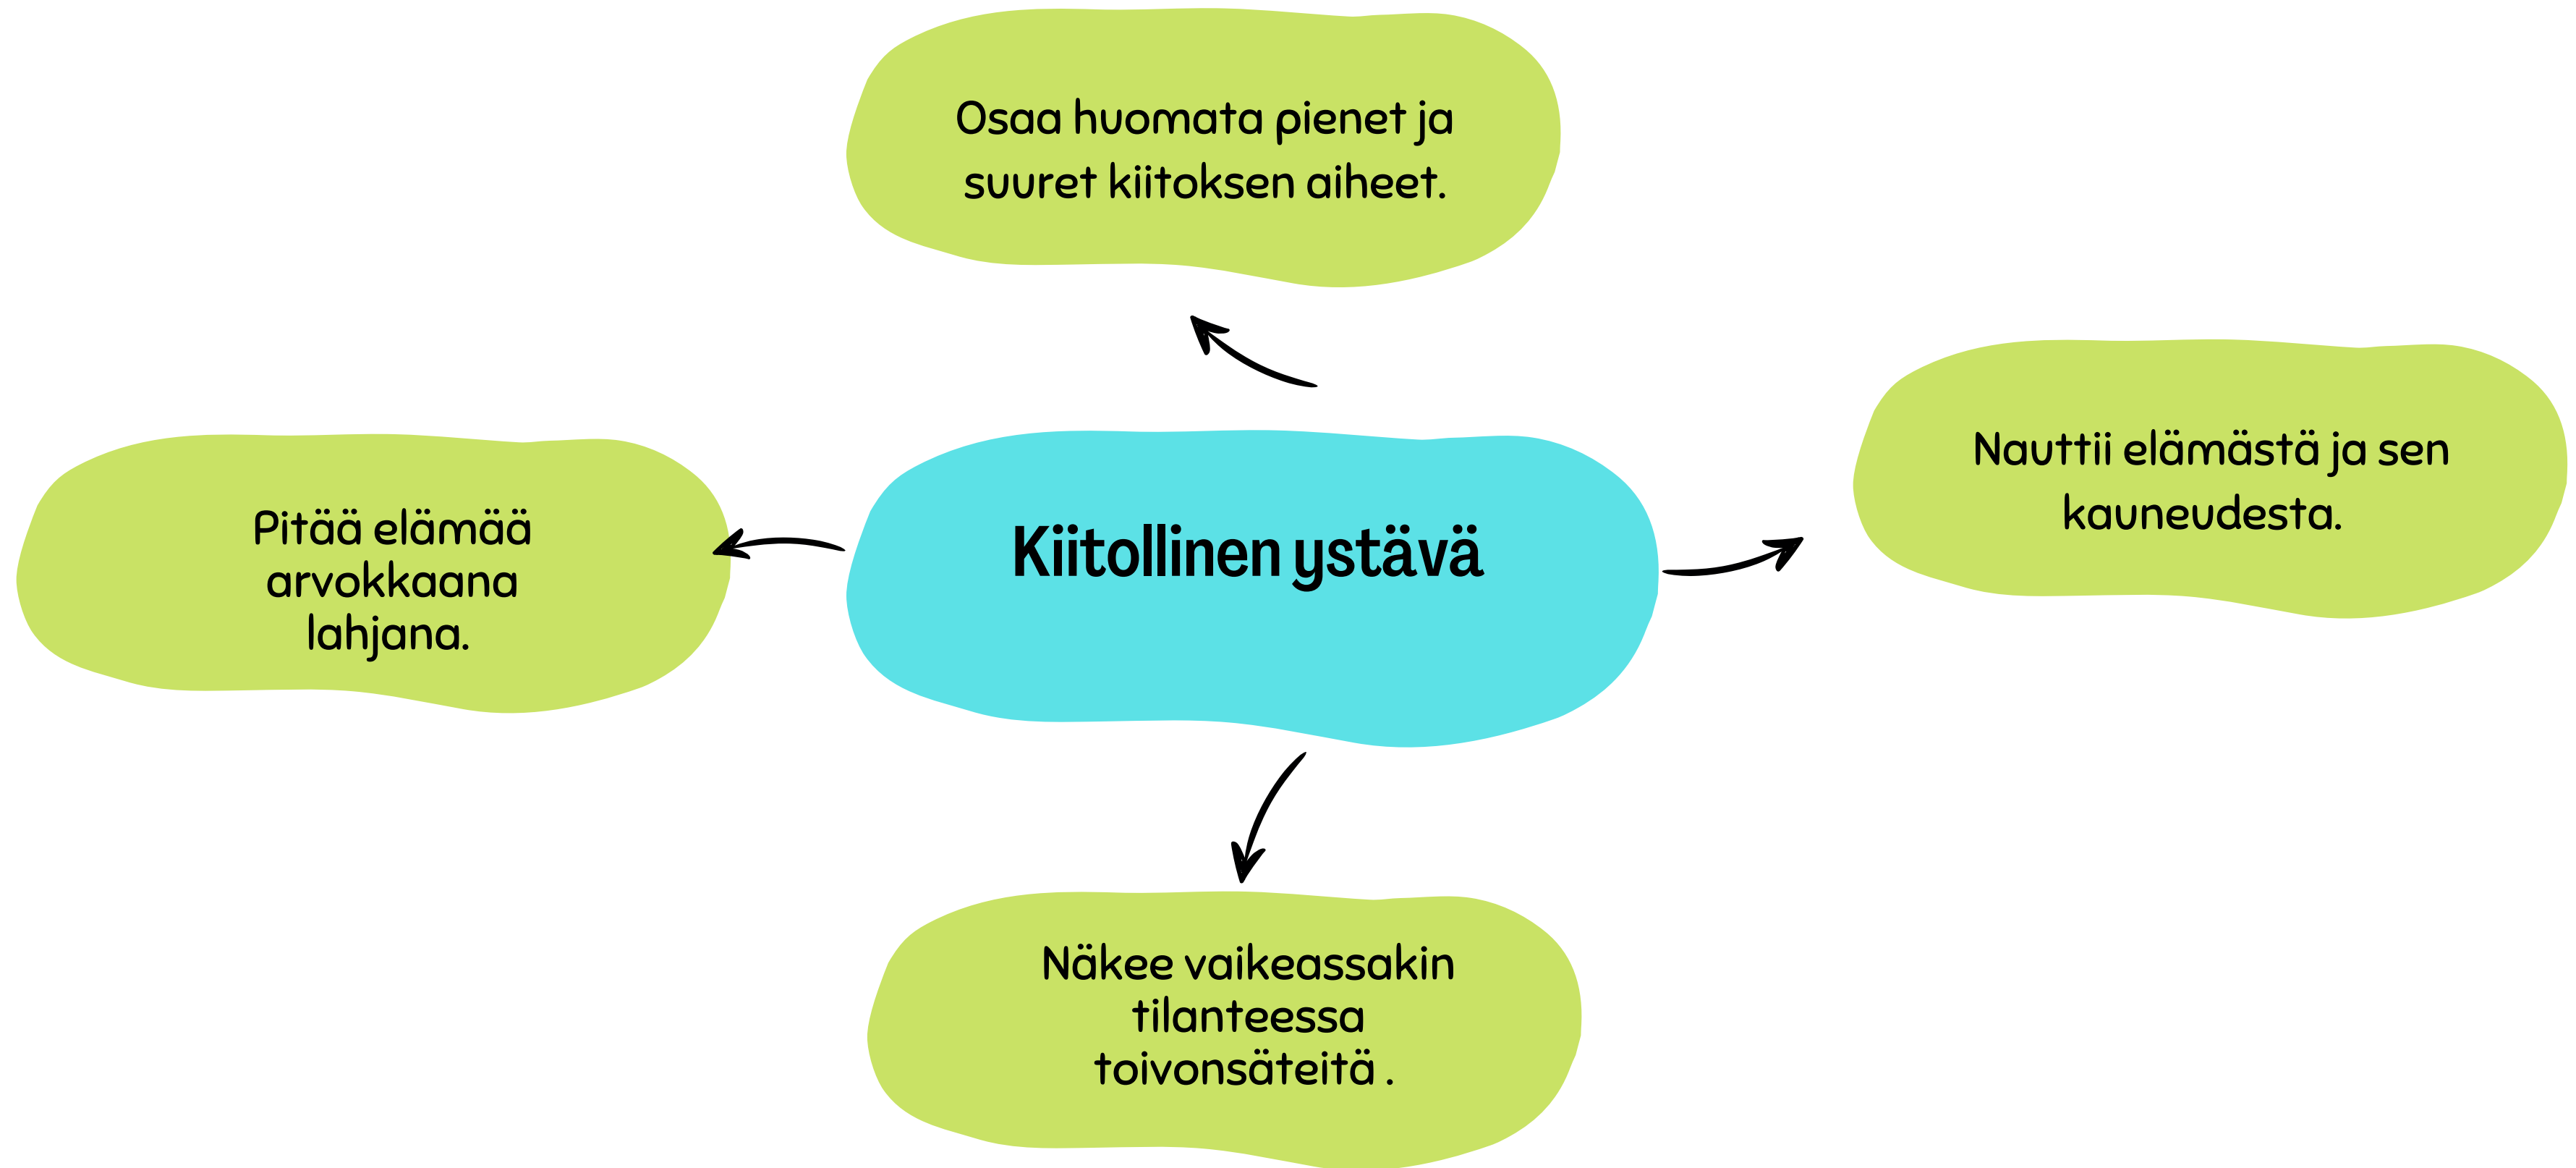 Osaa huomata pienet ja
suuret kiitoksen aiheet.
Nauttii elämästä ja sen
kauneudesta.
Pitää elämää
arvokkaana
lahjana.
Kiitollinen ystävä
Näkee vaikeassakin
tilanteessa
toivonsäteitä .